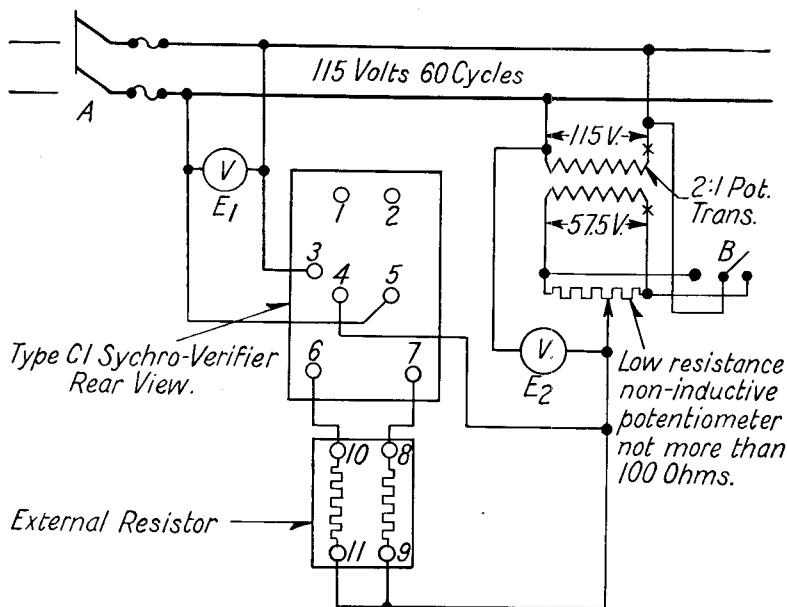 115 Volts 60 Cycles
A
V
E1
115 V.
2:1 Pot.
Trans.
57.5 V.
B
1
2
3
4
5
6
7
Type CI Sychro-Verifier
Rear View.
V.
E2
Low resistance
non-inductive
potentiometer
not more than
100 Ohms.
10
8
External Resistor
11
9